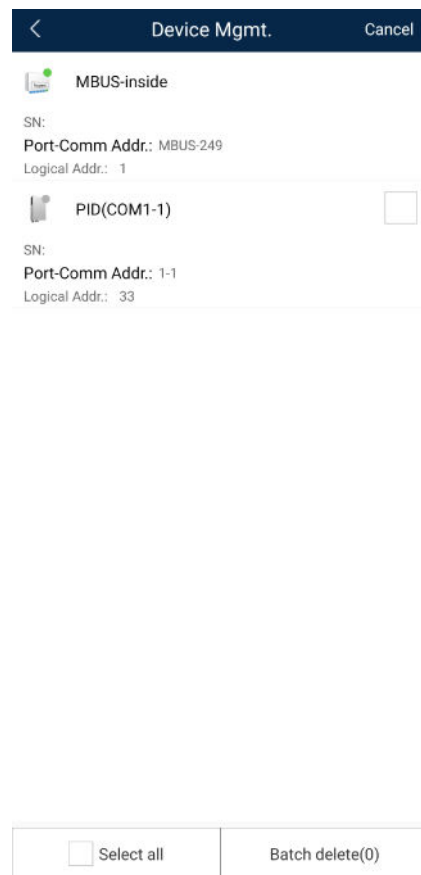 Device Mgmt.
Cancel
MBUS-inside
SN:
Port-Comm Addr.: MBUS-249
Logical Addr.: 1
PID(COM1-1)
SN:
Port-Comm Addr.: 1-1
Logical Addr.: 33
Select all
Batch delete(0)